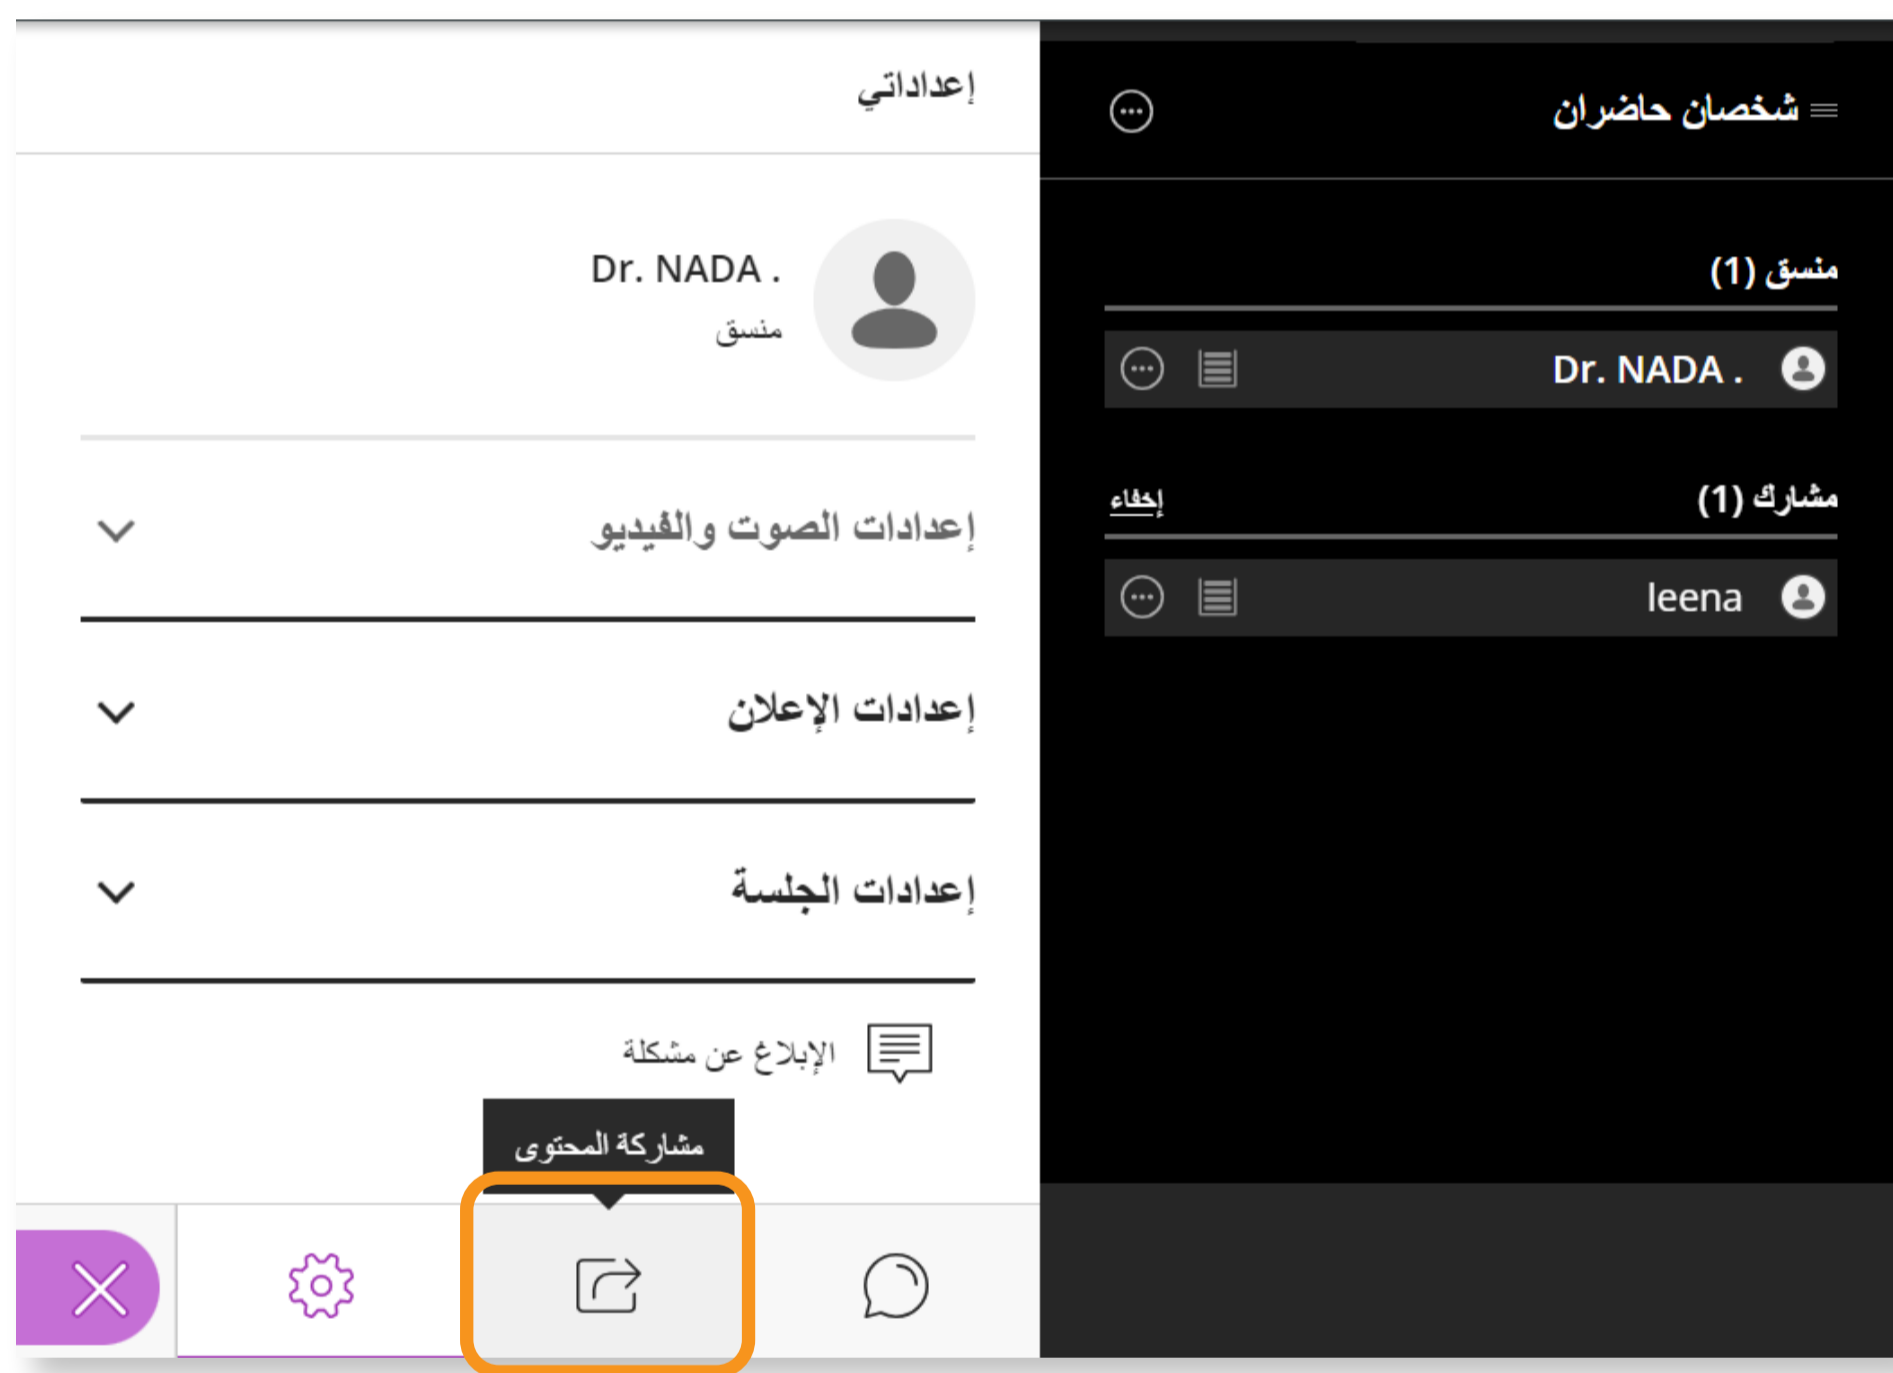 شخصان حاضران
منسق (1)
Dr. NADA .
مشارك (1)
إخفاء
leena
إعداداتي
Dr. NADA .
منسق
إعدادات الصوت والفيديو
إعدادات الإعلان
إعدادات الجلسة
الإبلاغ عن مشكلة
مشاركة المحتوى